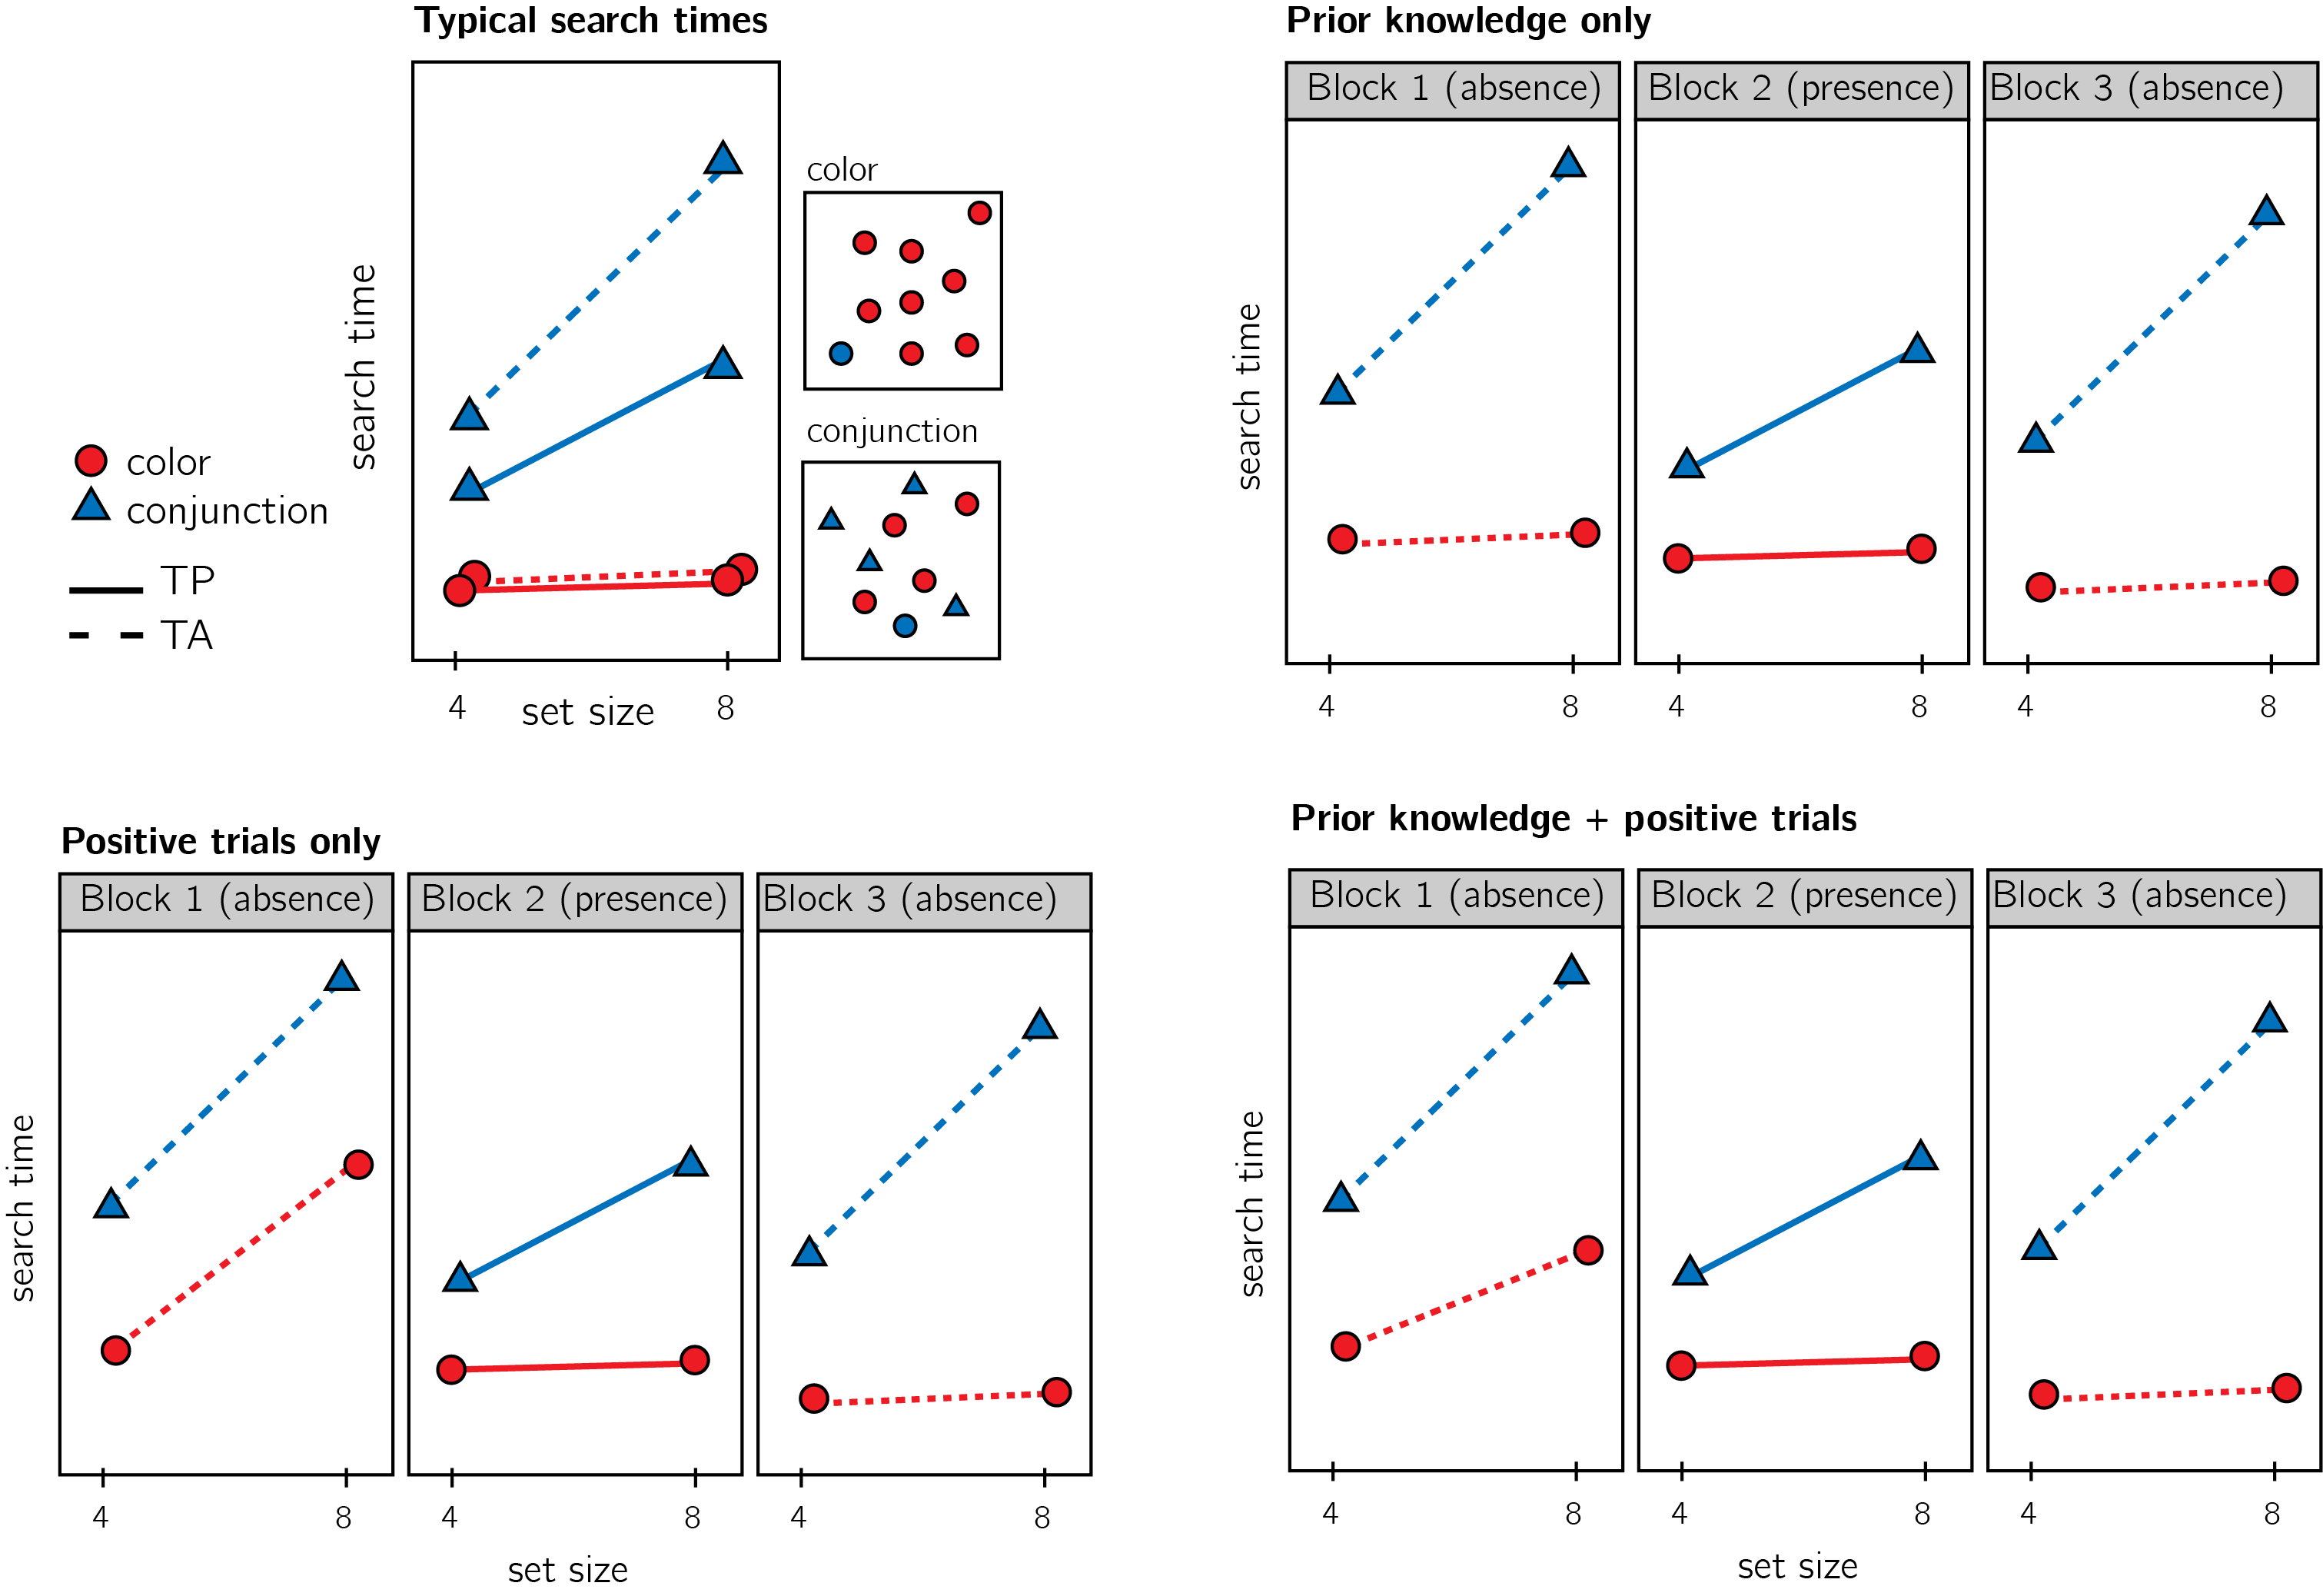 Typical search times
search time
color
conjunction
color
conjunction
TP
TA
4
8
set size
Prior knowledge only
Block 1 (absence)
Block 2 (presence)
Block 3 (absence)
search time
4
8
4
8
4
8
Positive trials only
Block 1 (absence)
Block 2 (presence)
Block 3 (absence)
search time
4
8
4
8
4
8
set size
Prior knowledge + positive trials
Block 1 (absence)
Block 2 (presence)
Block 3 (absence)
search time
4
8
4
8
4
8
set size